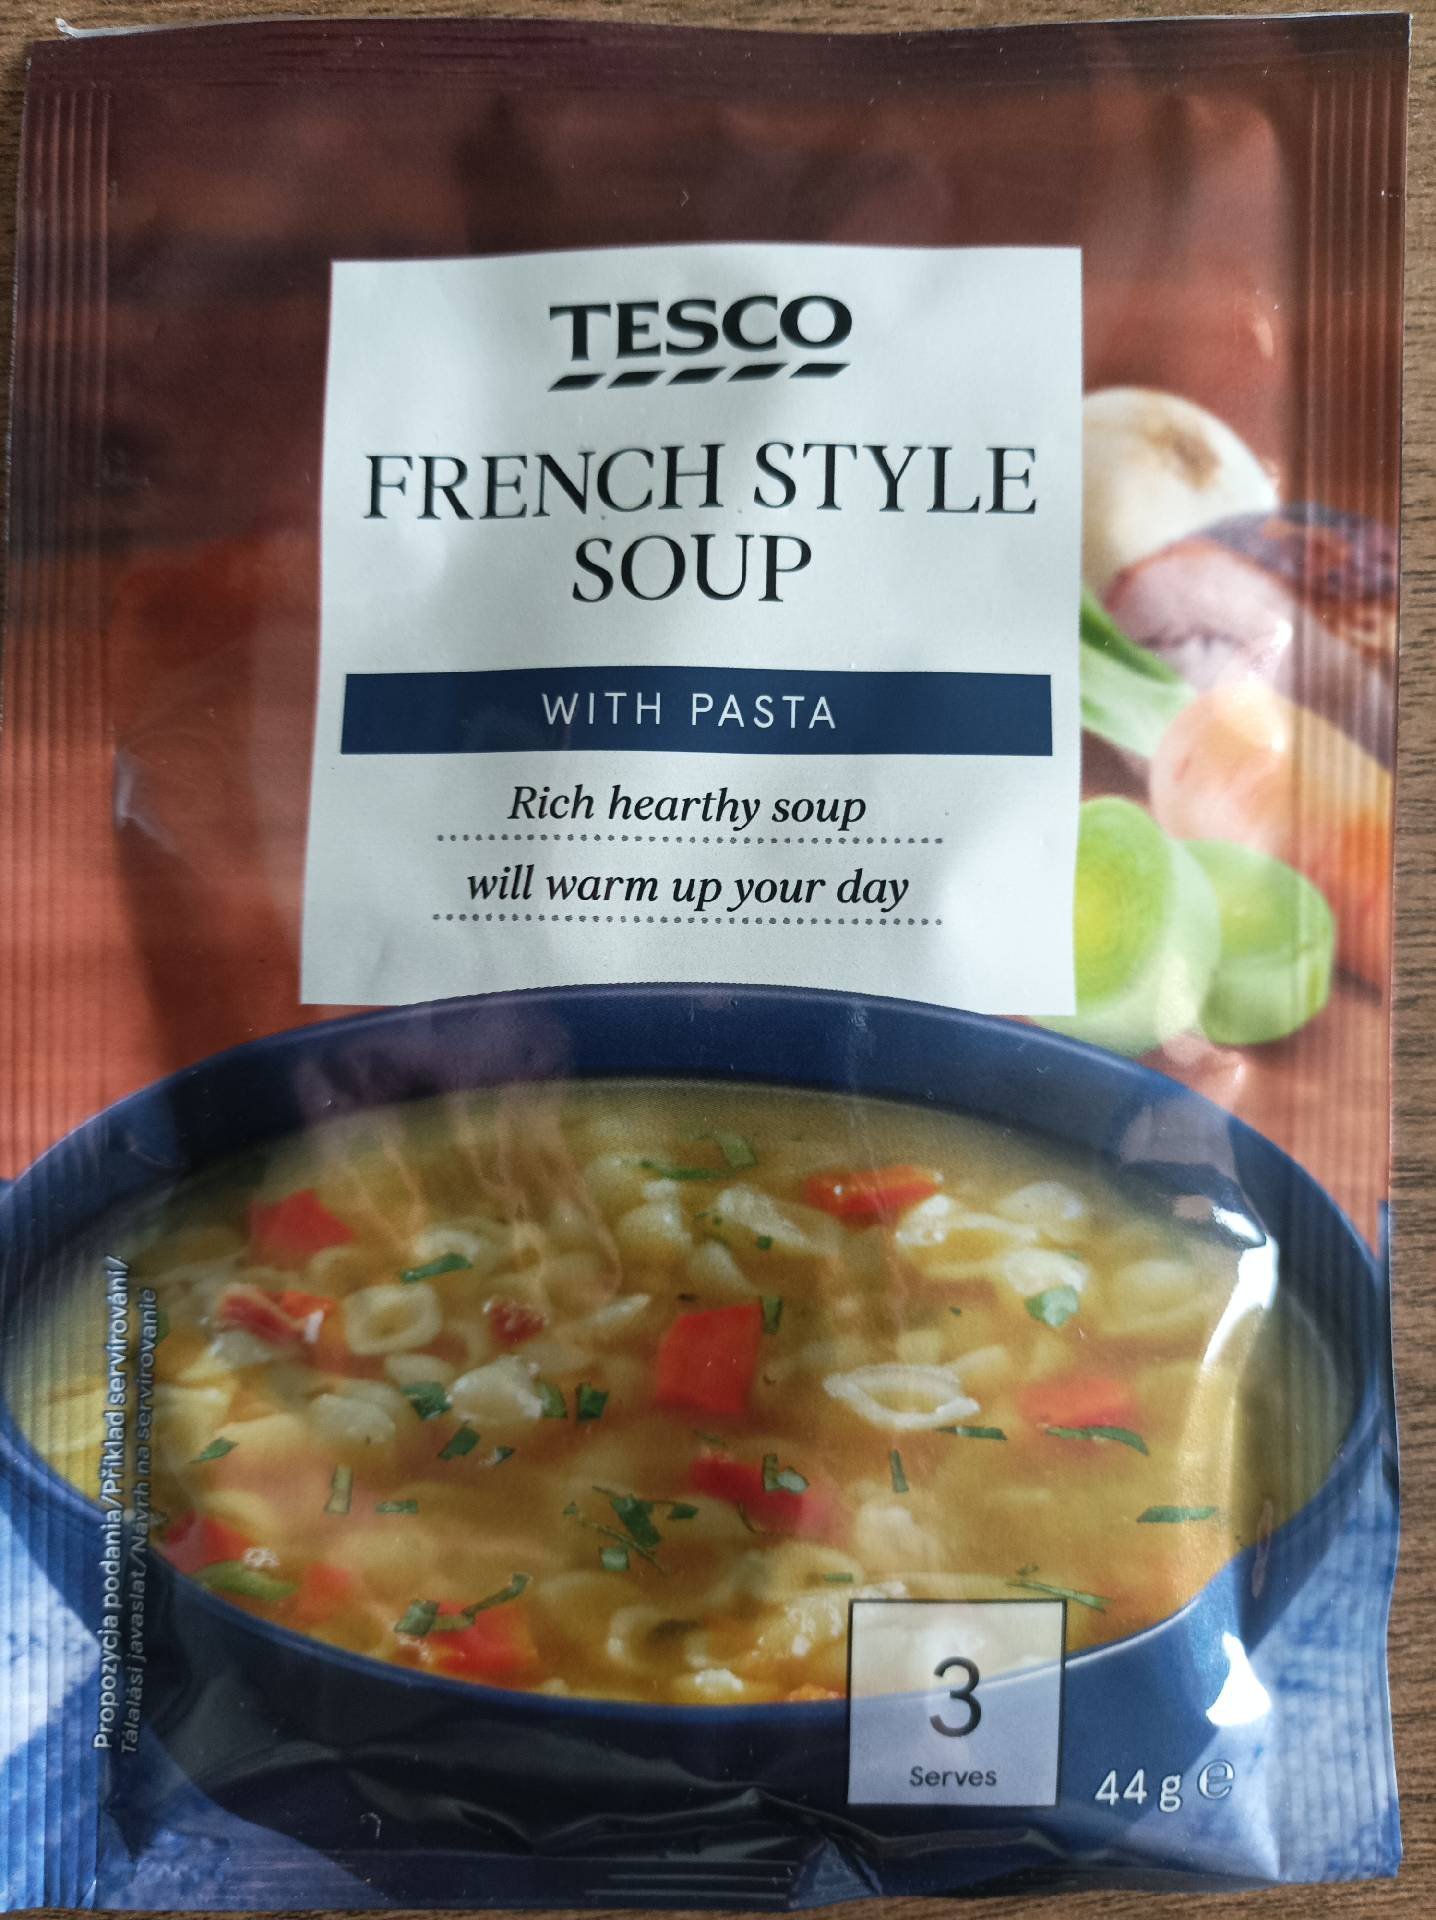 TESCO
FRENCH STYLE
SOUP
WITH PASTA
Rich hearthy soup
will warm up your day
Propozycja podania/Příklad servírování/
Tálalási javaslat/Návrh na servírovanie
3
Serves
44 g ℮